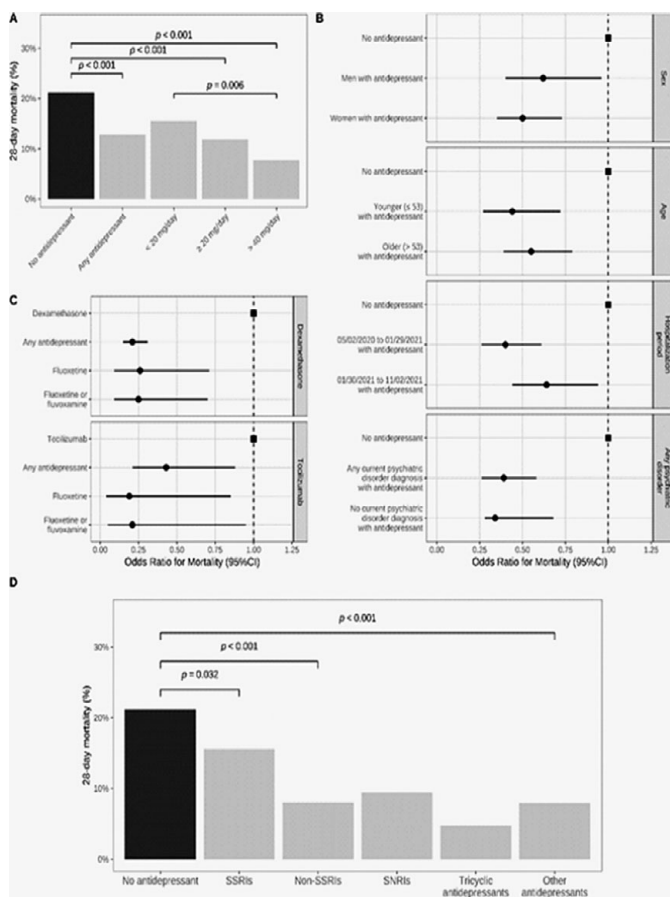 A
p < 0.001
p < 0.001
p < 0.001
p = 0.006
28-day mortality (%)
30%
20%
10%
0%
No antidepressant
Any antidepressant
< 20 mg/day
≥ 20 mg/day
> 40 mg/day
B
No antidepressant
Men with antidepressant
Women with antidepressant
Sex
No antidepressant
Younger (≤ 53)
with antidepressant
Older (> 53)
with antidepressant
Age
No antidepressant
05/02/2020 to 01/29/2021
with antidepressant
01/30/2021 to 11/02/2021
with antidepressant
Hospitalization
period
No antidepressant
Any current psychiatric
disorder diagnosis
with antidepressant
No current psychiatric
disorder diagnosis
with antidepressant
Any psychiatric
disorder
0.00
0.25
0.50
0.75
1.00
1.25
Odds Ratio for Mortality (95%CI)
C
Dexamethasone
Any antidepressant
Fluoxetine
Fluoxetine or
fluvoxamine
Dexamethasone
Tocilizumab
Any antidepressant
Fluoxetine
Fluoxetine or
fluvoxamine
Tocilizumab
0.00
0.25
0.50
0.75
1.00
1.25
Odds Ratio for Mortality (95%CI)
D
p < 0.001
p < 0.001
p = 0.032
28-day mortality (%)
30%
20%
10%
0%
No antidepressant
SSRIs
Non-SSRIs
SNRIs
Tricyclic
antidepressants
Other
antidepressants